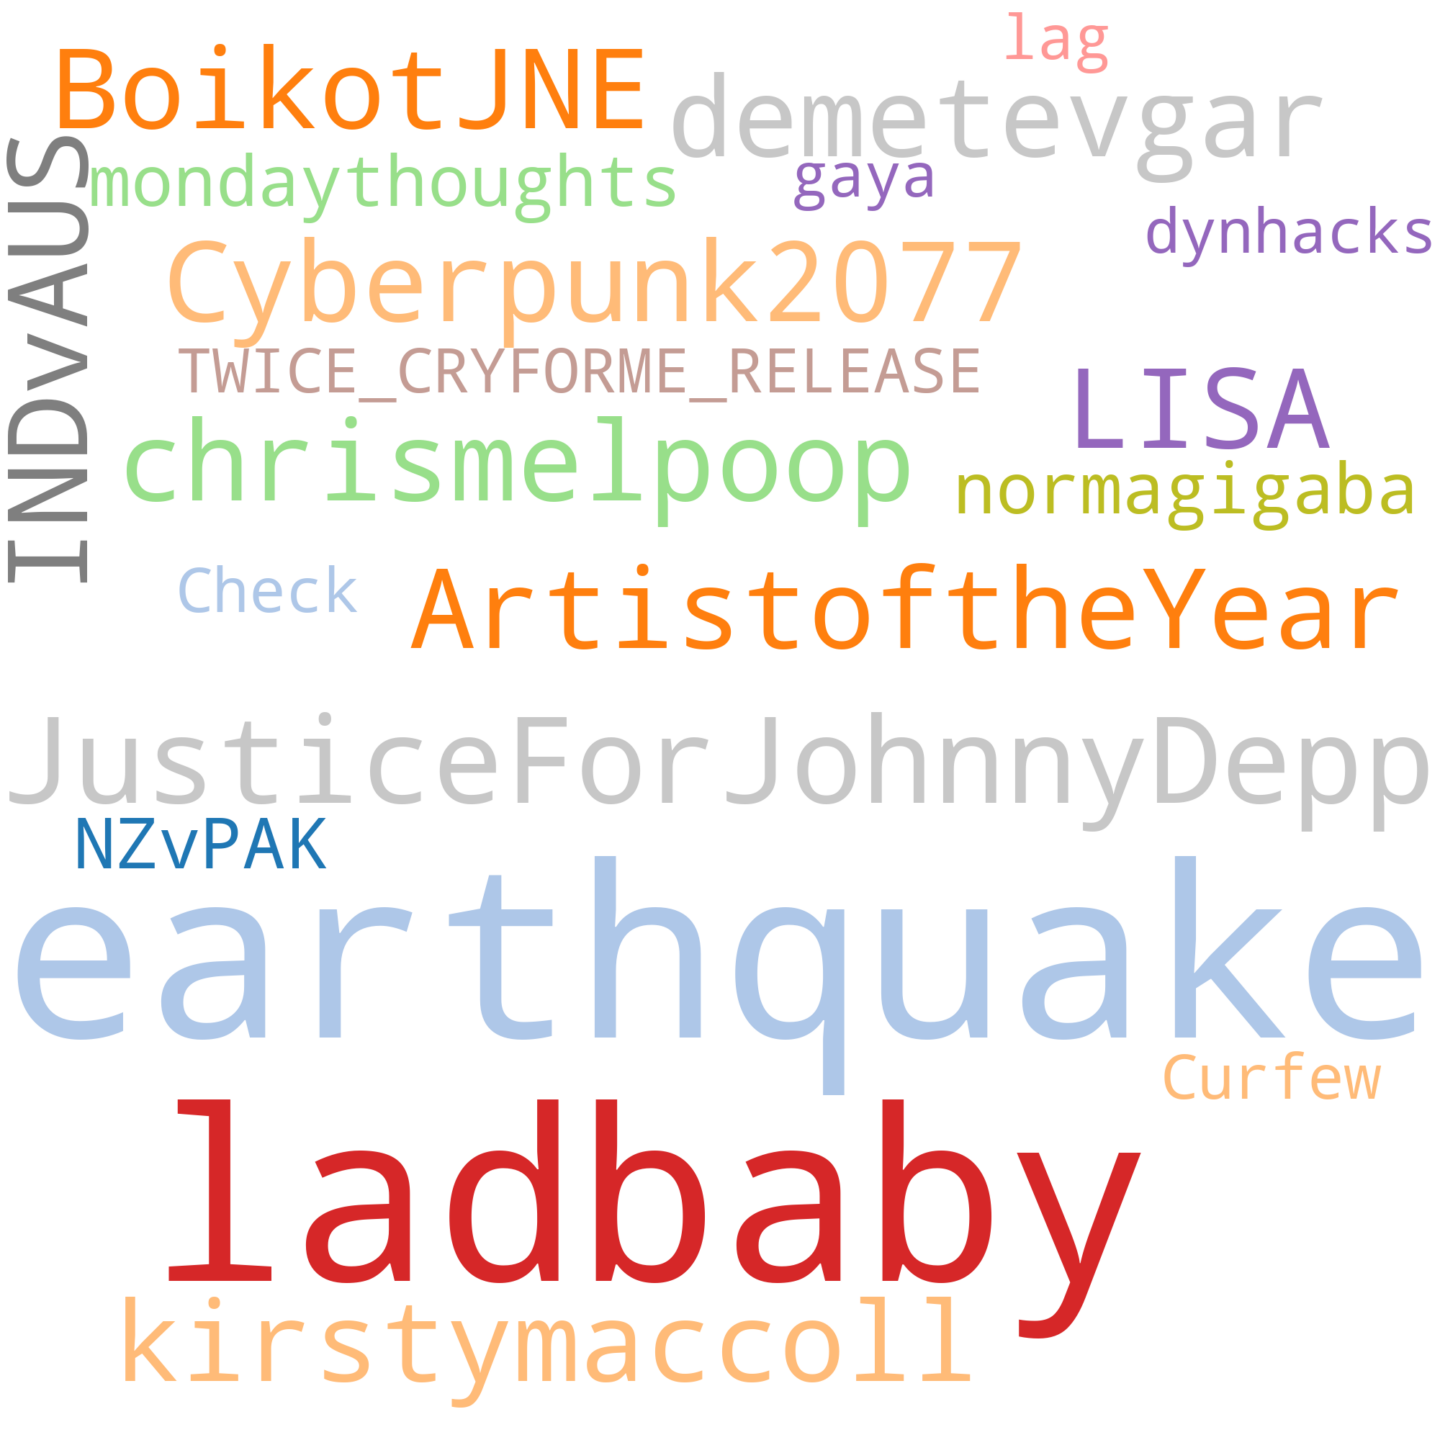 lag
BoikotJNE
demetevgar
INDvAUS
mondaythoughts
gaya
dynhacks
Cyberpunk2077
TWICE_CRYFORME_RELEASE
LISA
chrismelpoop
normagigaba
Check
ArtistoftheYear
JusticeForJohnnyDepp
NZvPAK
earthquake
Curfew
ladbaby
kirstymaccoll